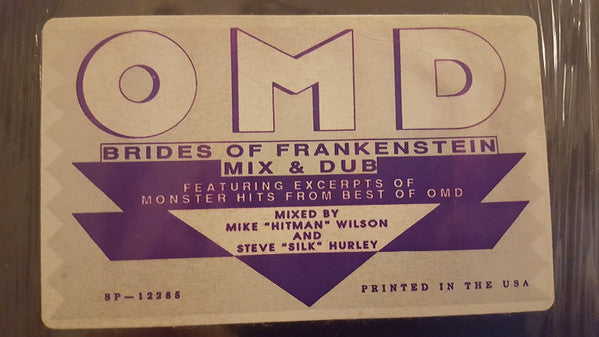 OMD
BRIDES OF FRANKENSTEIN
MIX & DUB
FEATURING EXCERPTS OF
MONSTER HITS FROM BEST OF OMD
MIXED BY
MIKE "HITMAN" WILSON
AND
STEVE "SILK" HURLEY
SP-12285
PRINTED IN THE USA